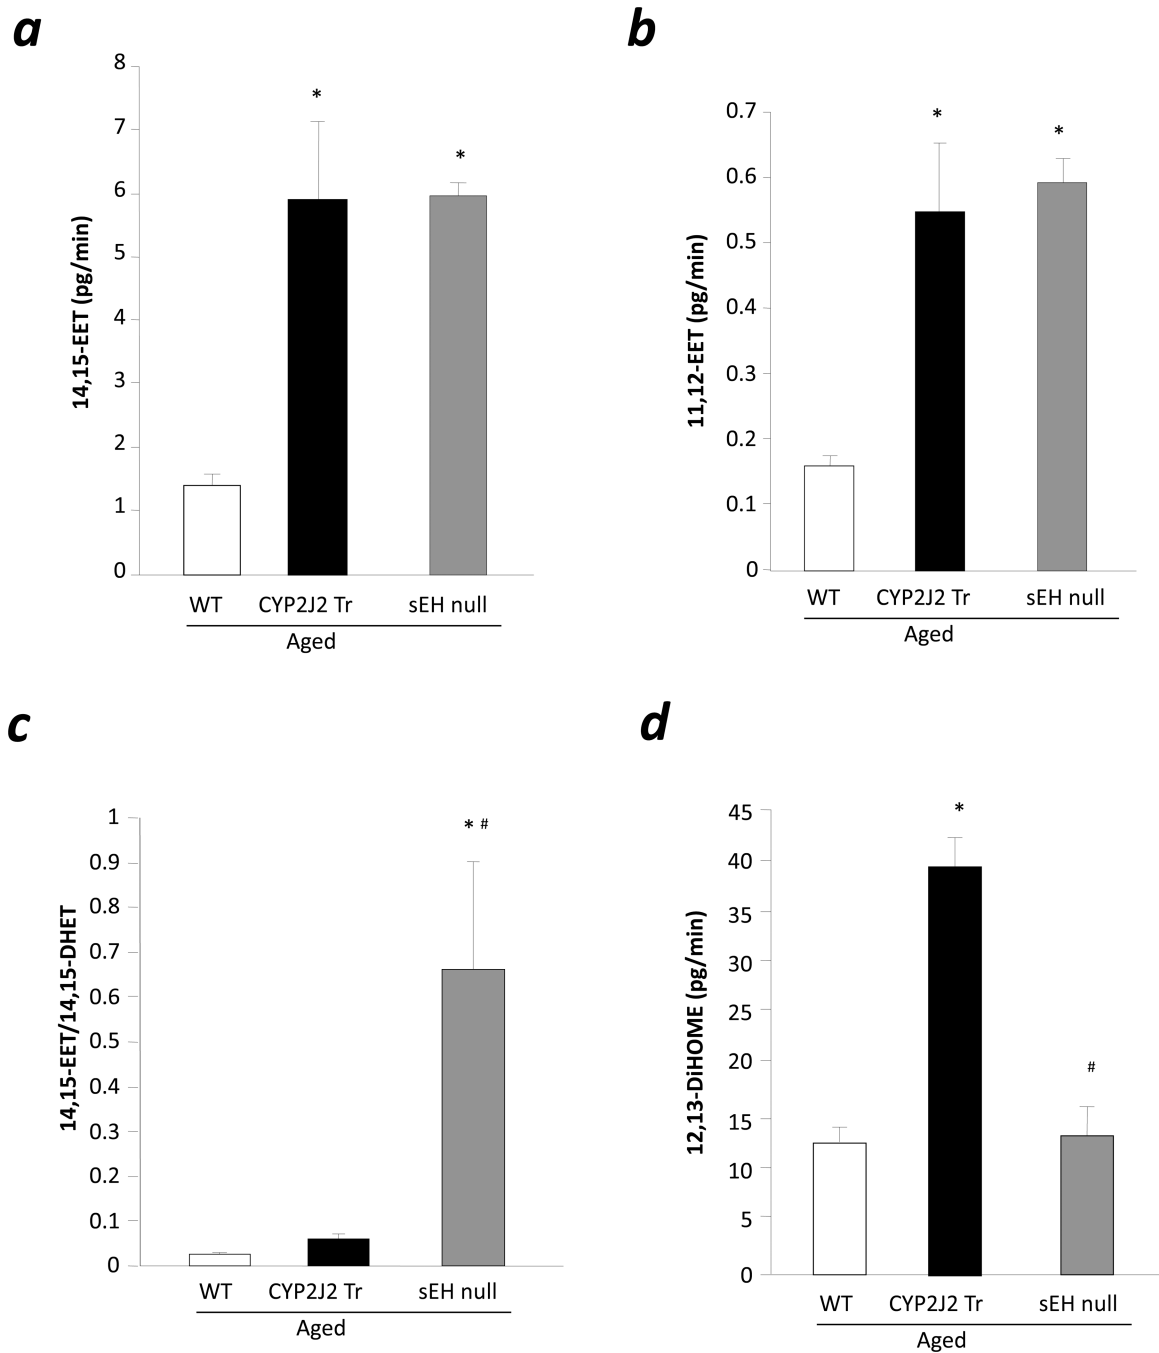 a
8
7
6
5
4
3
2
1
0
14,15-EET (pg/min)
*
*
WT CYP2J2 Tr sEH null
Aged
b
0.7
0.6
0.5
0.4
0.3
0.2
0.1
0
11,12-EET (pg/min)
*
*
WT CYP2J2 Tr sEH null
Aged
c
1
0.9
0.8
0.7
0.6
0.5
0.4
0.3
0.2
0.1
0
14,15-EET/14,15-DHET
* #
WT CYP2J2 Tr sEH null
Aged
d
45
40
35
30
25
20
15
10
5
0
12,13-DiHOME (pg/min)
*
#
WT CYP2J2 Tr sEH null
Aged